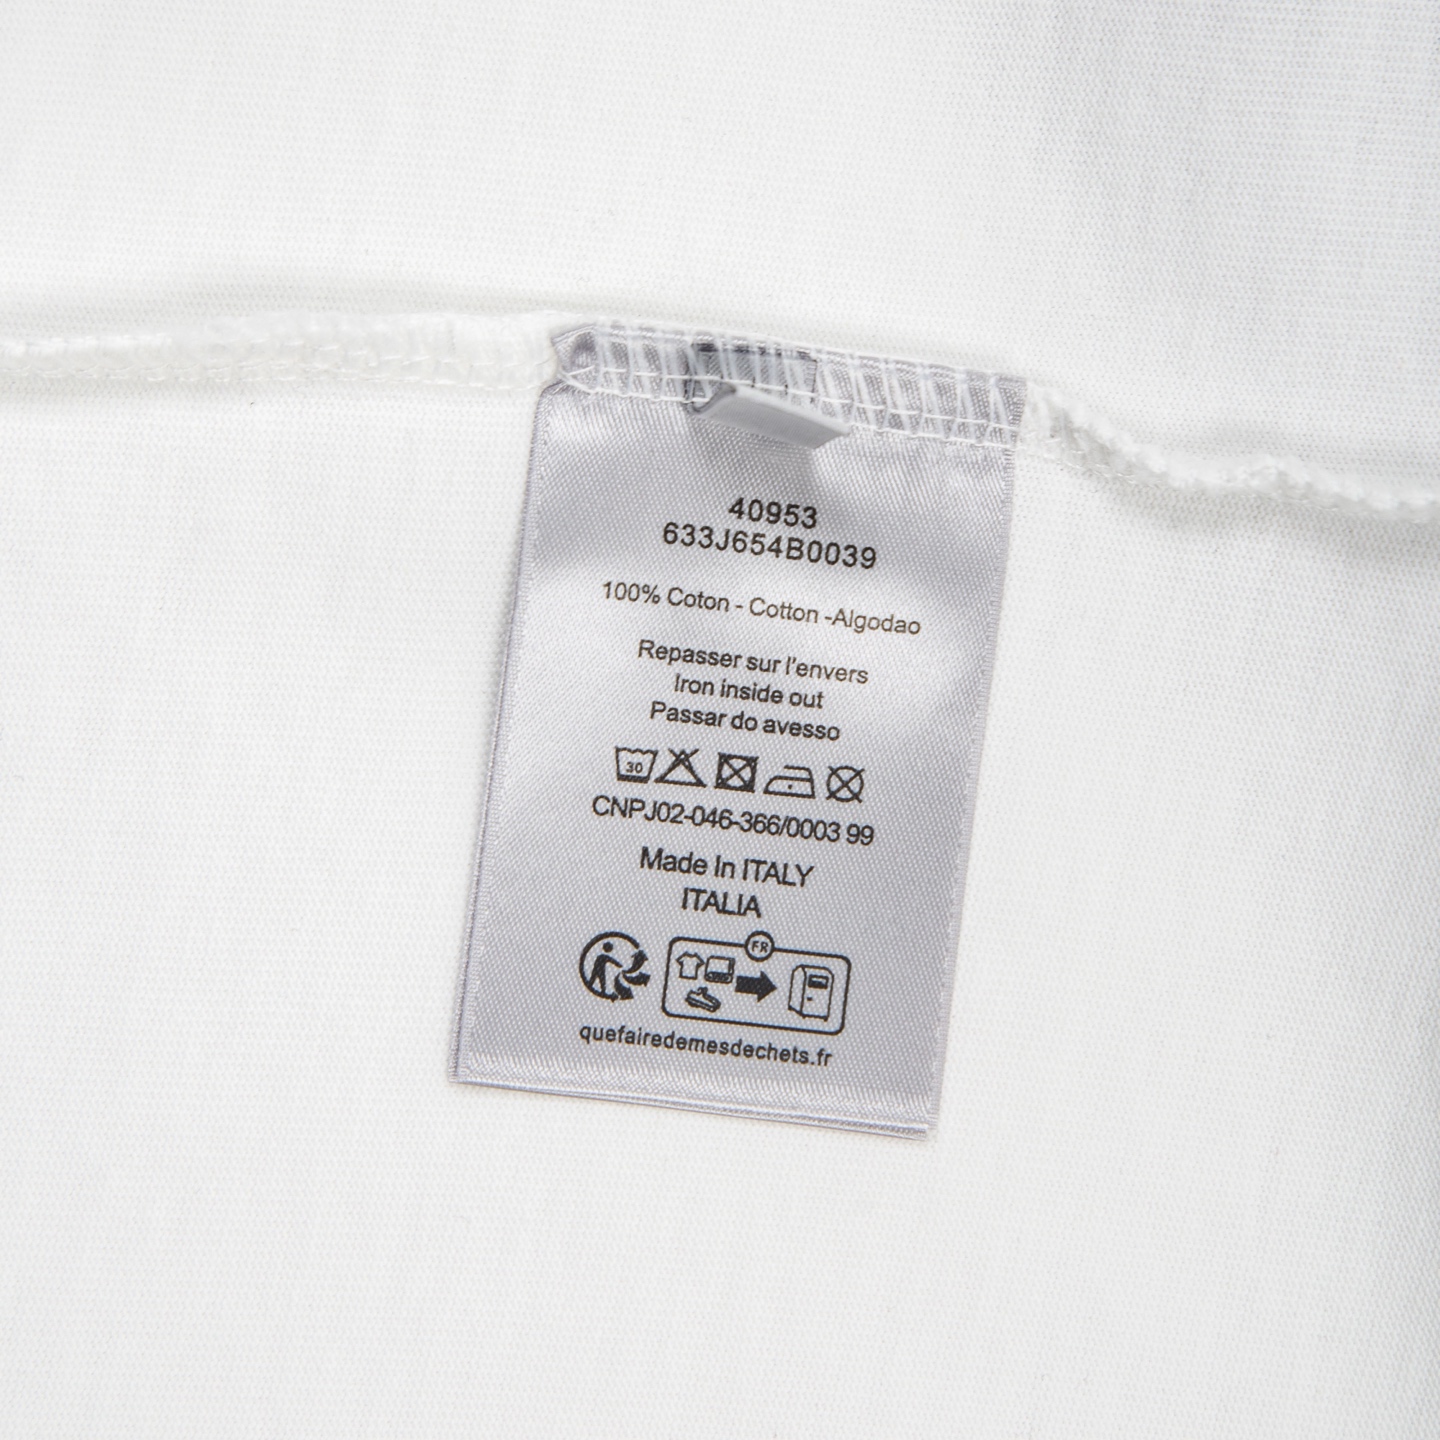 40953
633J654B0039
100% Coton - Cotton -Algodao
Repasser sur l'envers
Iron inside out
Passar do avesso
30
CNPJ02-046-366/0003 99
Made In ITALY
ITALIA
FR
quefairedemesdechets.fr